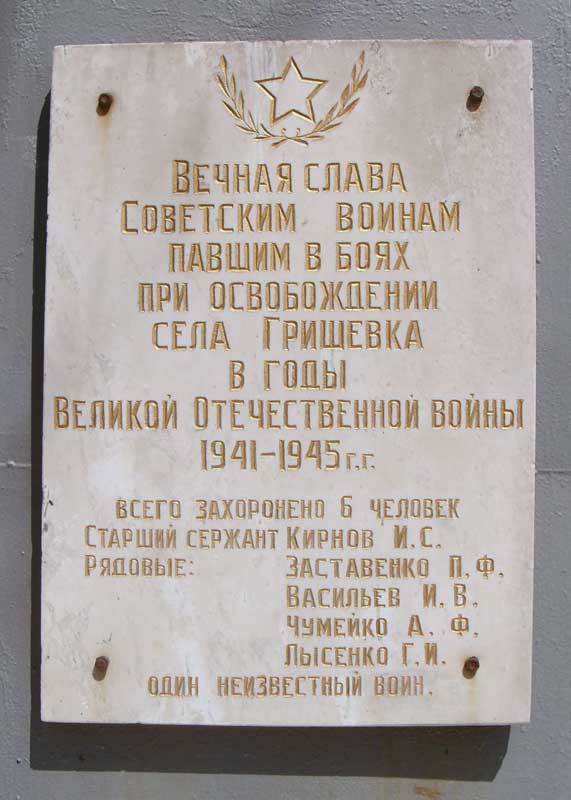 Вечная слава
Советским воинам
павшим в боях
при освобождении
села Грищевка
в годы
Великой Отечественной войны
1941-1945 г.г.
всего захоронено 6 человек
Старший сержант Кирнов И.С.
Рядовые: Заставенко П.Ф.
Васильев И.В.
Чумейко А.Ф.
Лысенко Г.И.
один неизвестный воин.